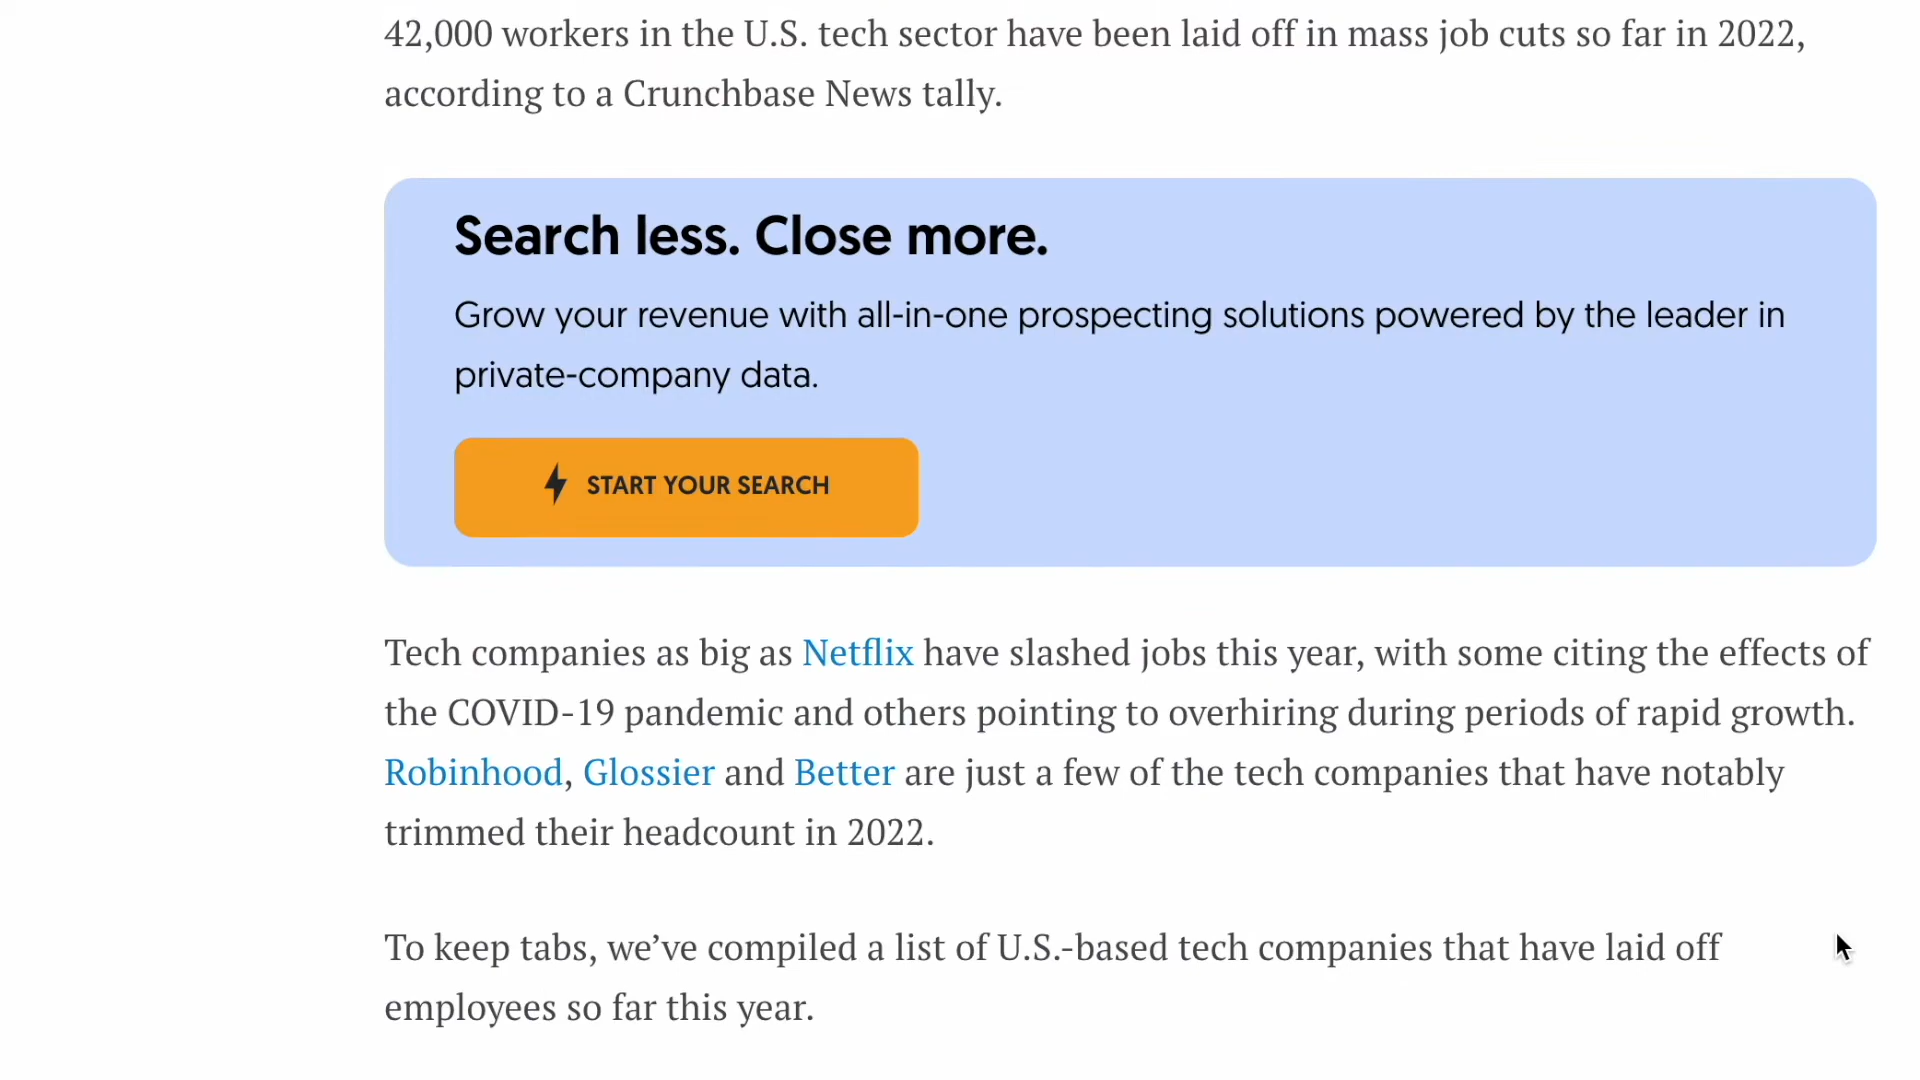 42,000 workers in the U.S. tech sector have been laid off in mass job cuts so far in 2022,
according to a Crunchbase News tally.
Search less. Close more.
Grow your revenue with all-in-one prospecting solutions powered by the leader in
private-company data.
START YOUR SEARCH
Tech companies as big as Netflix have slashed jobs this year, with some citing the effects of
the COVID-19 pandemic and others pointing to overhiring during periods of rapid growth.
Robinhood, Glossier and Better are just a few of the tech companies that have notably
trimmed their headcount in 2022.
To keep tabs, we’ve compiled a list of U.S.-based tech companies that have laid off
employees so far this year.